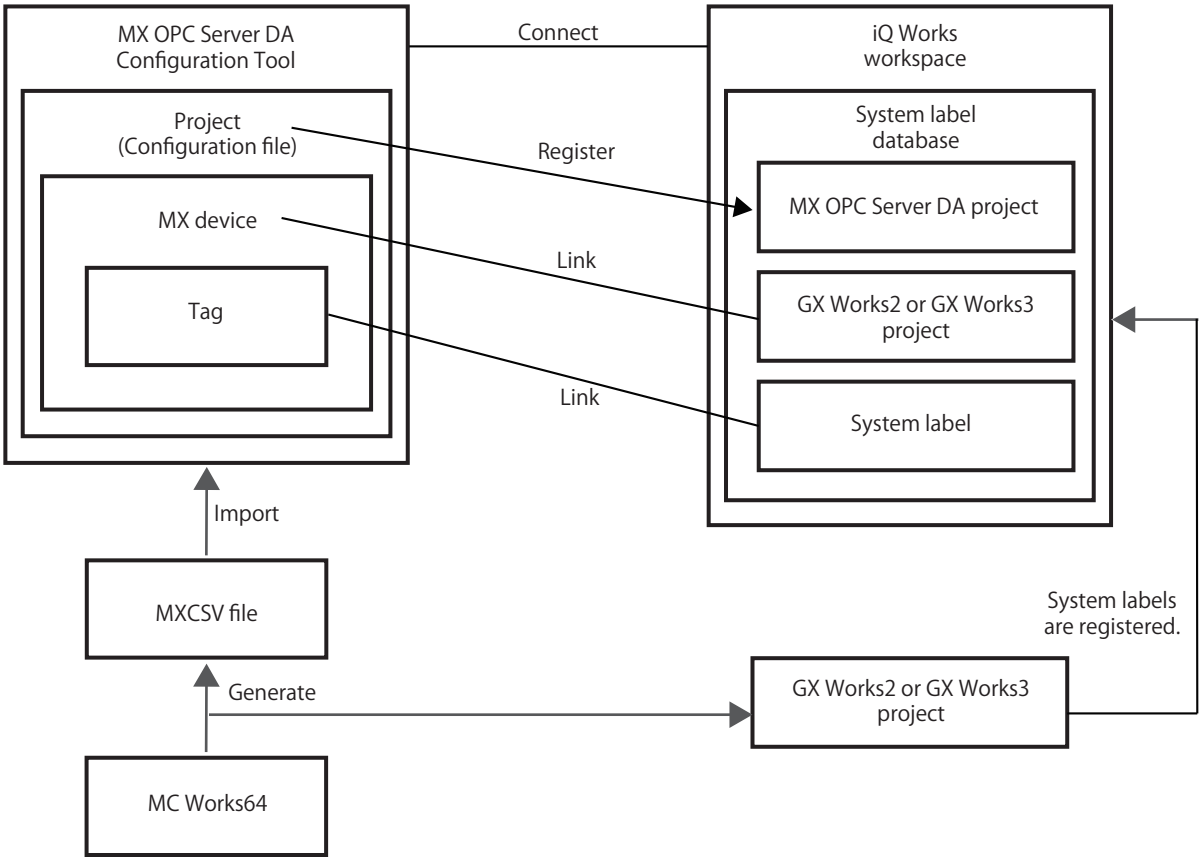 MX OPC Server DA
Configuration Tool
Project
(Configuration file)
MX device
Tag
Connect
Register
Link
Link
iQ Works
workspace
System label
database
MX OPC Server DA project
GX Works2 or GX Works3
project
System label
Import
MXCSV file
Generate
MC Works64
GX Works2 or GX Works3
project
System labels
are registered.